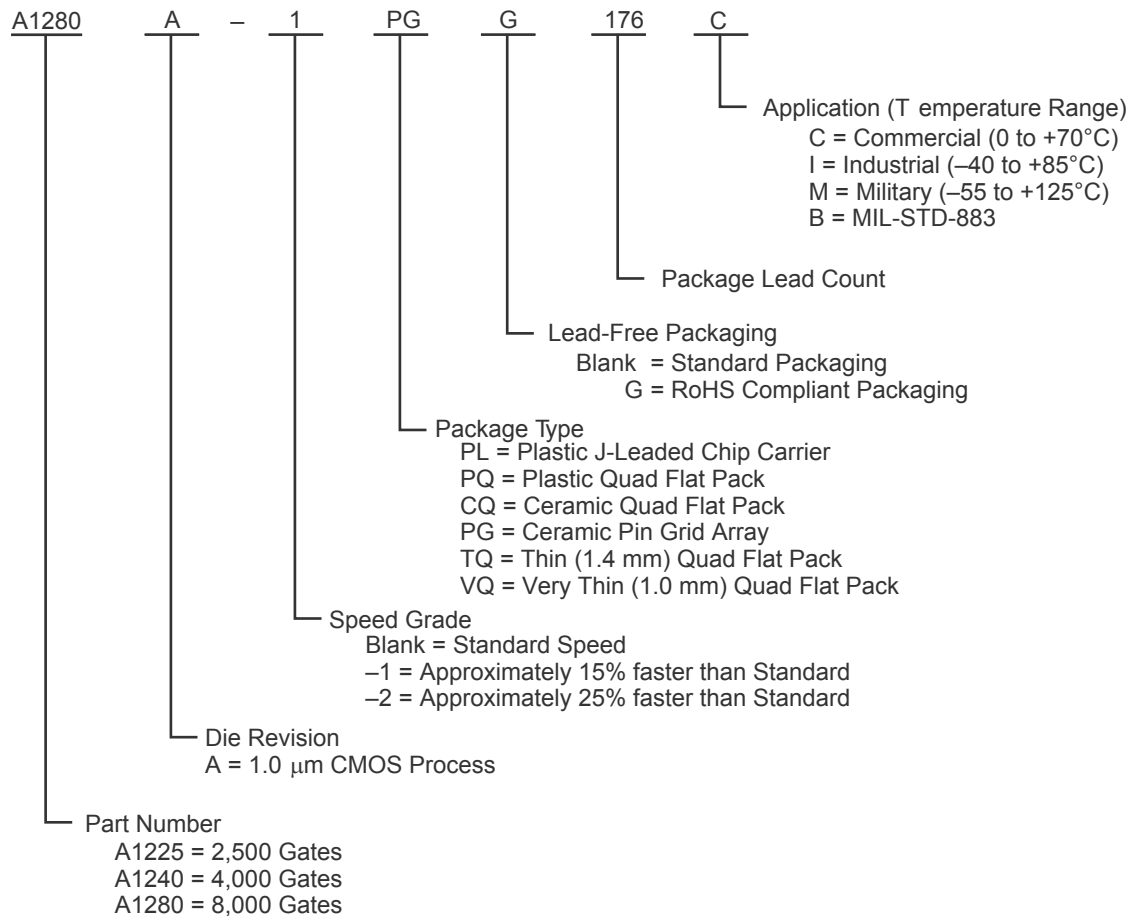 A1280 A – 1 PG G 176 C
Application (T emperature Range)
C = Commercial (0 to +70°C)
I = Industrial (–40 to +85°C)
M = Military (–55 to +125°C)
B = MIL-STD-883
Package Lead Count
Lead-Free Packaging
Blank = Standard Packaging
G = RoHS Compliant Packaging
Package Type
PL = Plastic J-Leaded Chip Carrier
PQ = Plastic Quad Flat Pack
CQ = Ceramic Quad Flat Pack
PG = Ceramic Pin Grid Array
TQ = Thin (1.4 mm) Quad Flat Pack
VQ = Very Thin (1.0 mm) Quad Flat Pack
Speed Grade
Blank = Standard Speed
–1 = Approximately 15% faster than Standard
–2 = Approximately 25% faster than Standard
Die Revision
A = 1.0 μm CMOS Process
Part Number
A1225 = 2,500 Gates
A1240 = 4,000 Gates
A1280 = 8,000 Gates